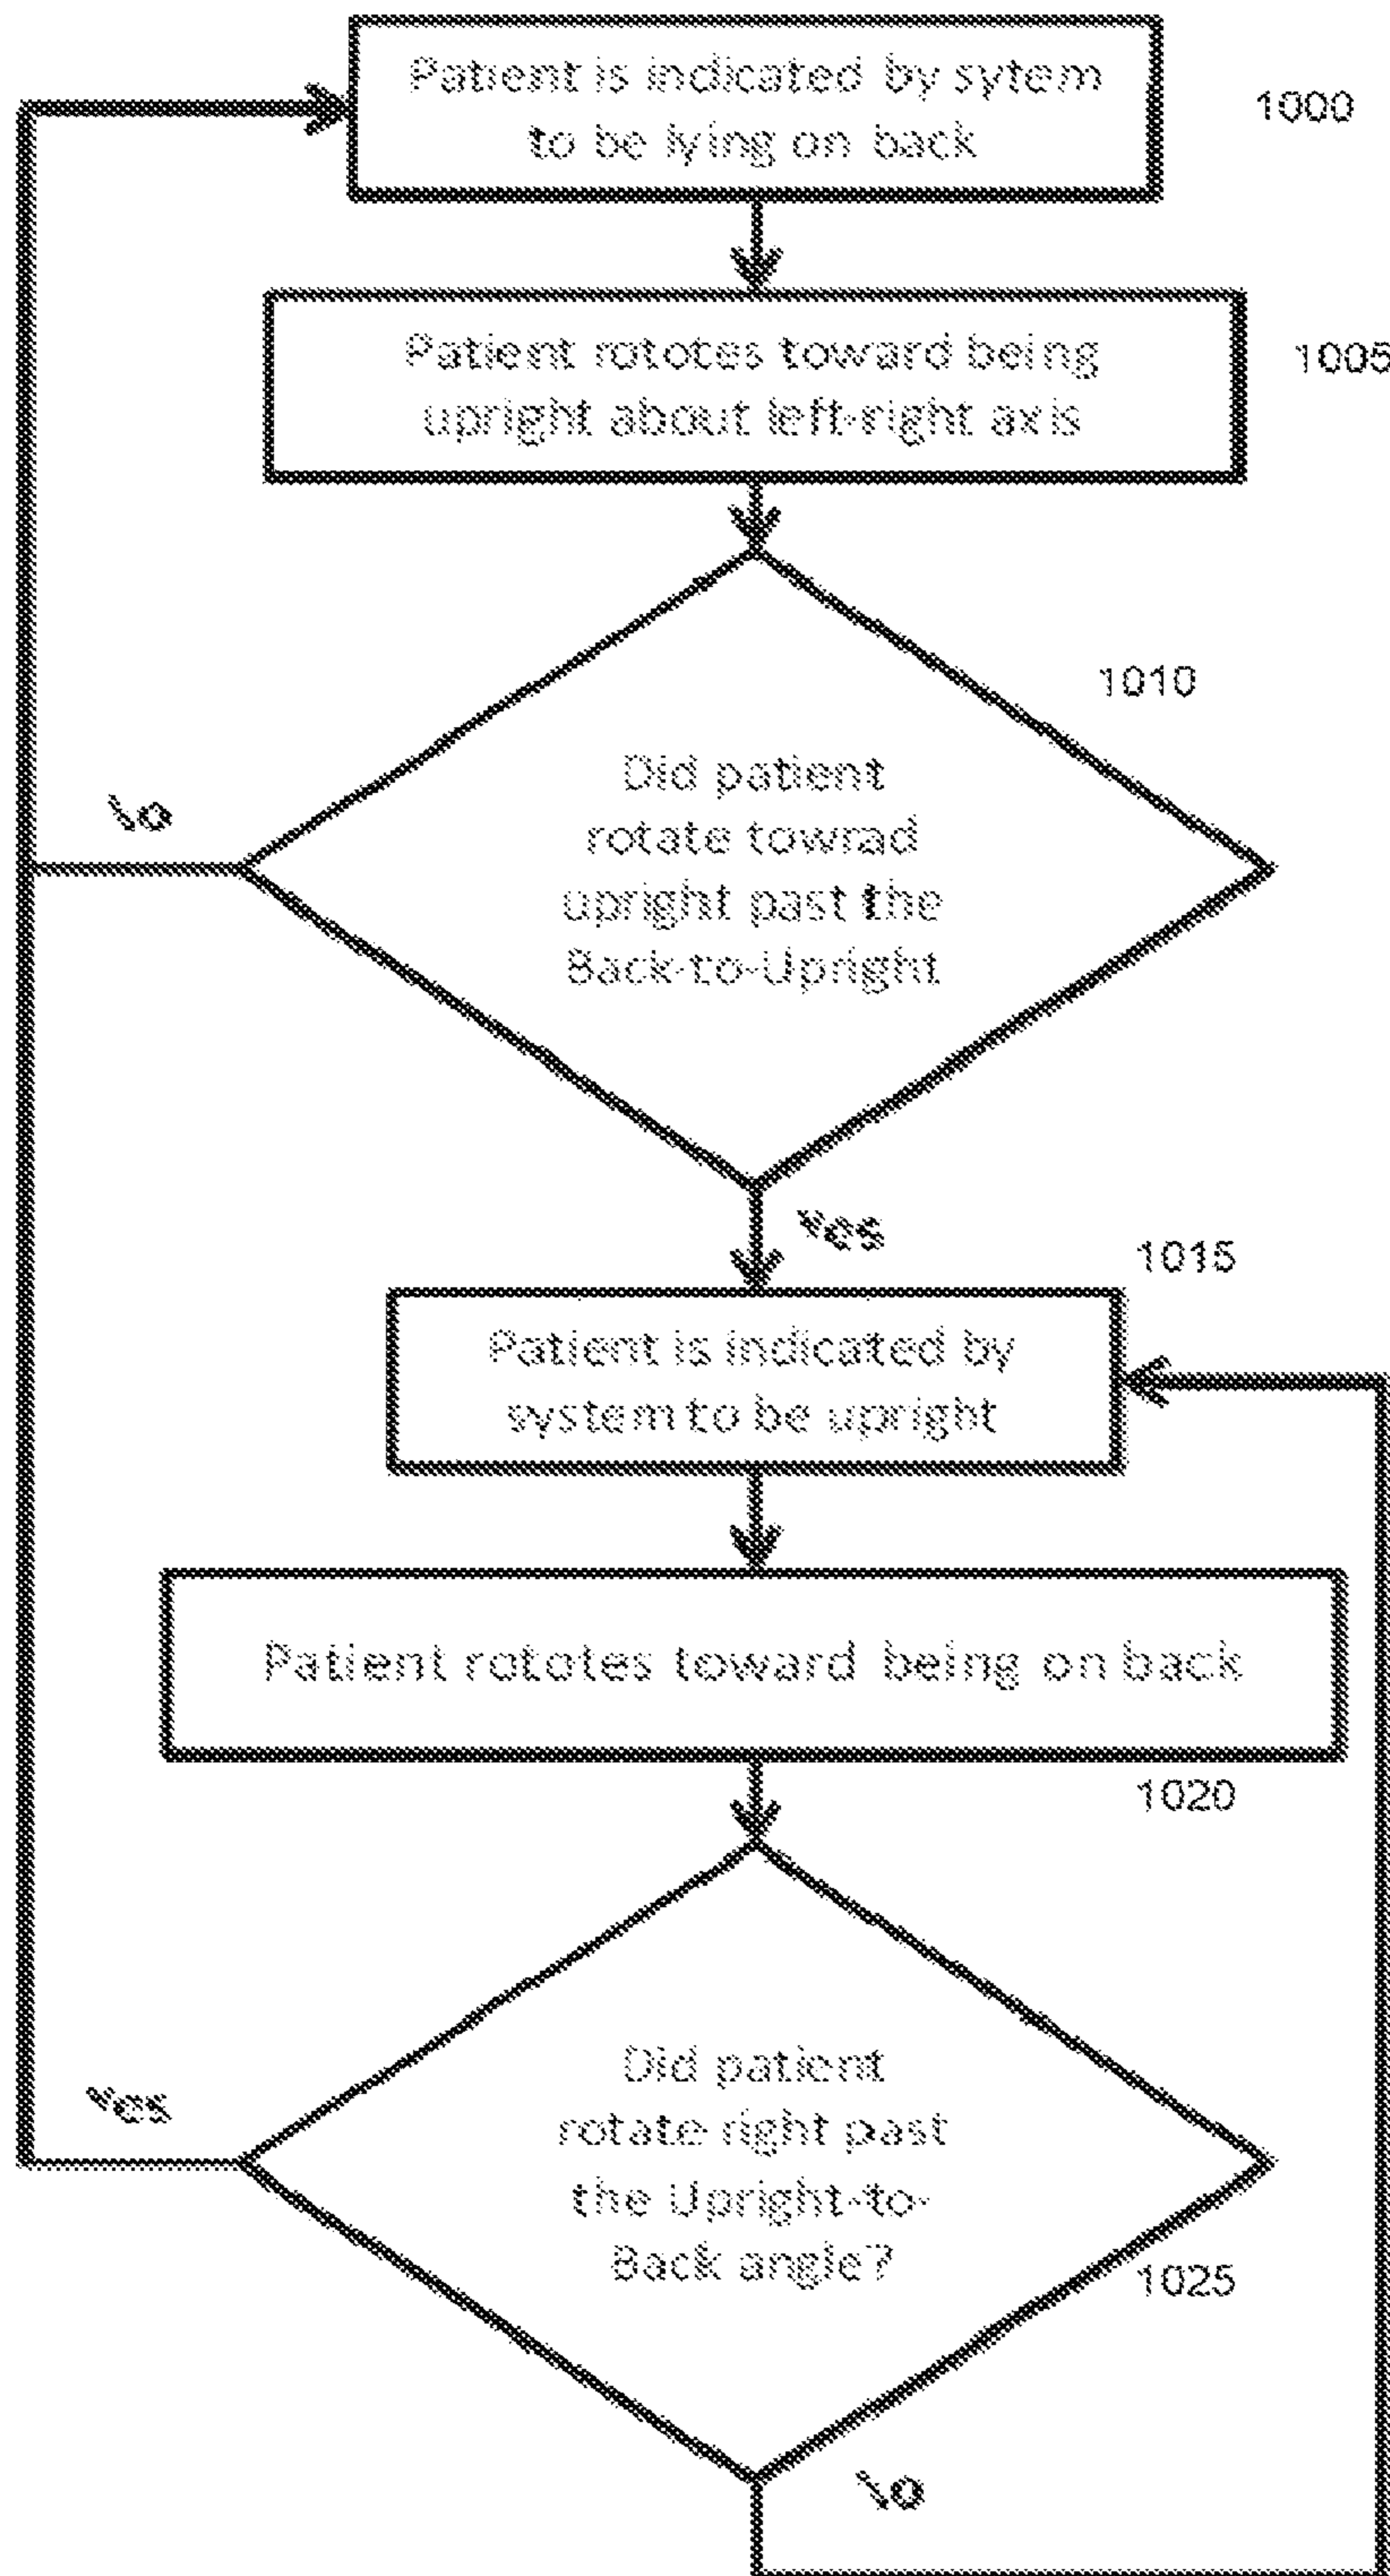 Patient is indicated by sytem
to be lying on back
1000
Patient rototes toward being
upright about left-right axis
1005
1010
Did patient
rotate towrad
upright past the
Back-to-Upright
No
Yes
1015
Patient is indicated by
system to be upright
Patient rototes toward being on back
1020
Did patient
rotate right past
the Upright-to-
Back angle?
Yes
1025
No